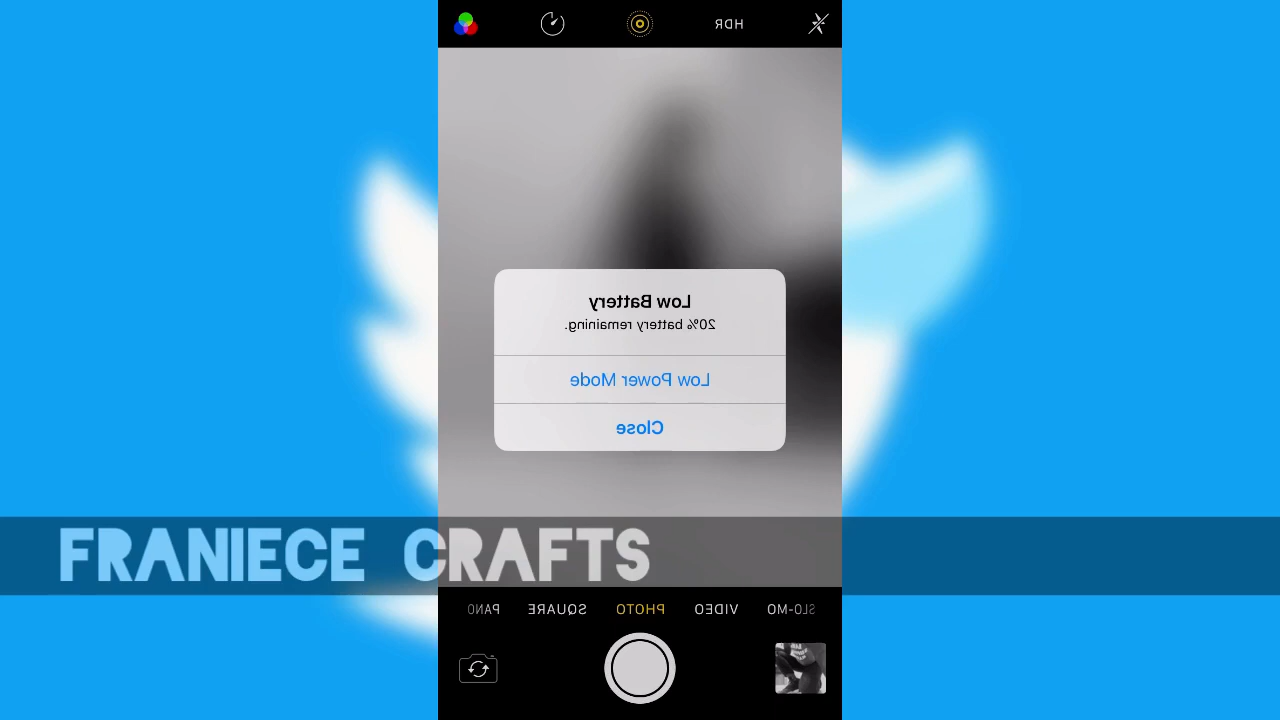 HDR
Low Battery
20% battery remaining.
Low Power Mode
Close
FRANIECE CRAFTS
SLO-MO VIDEO PHOTO SQUARE PANO